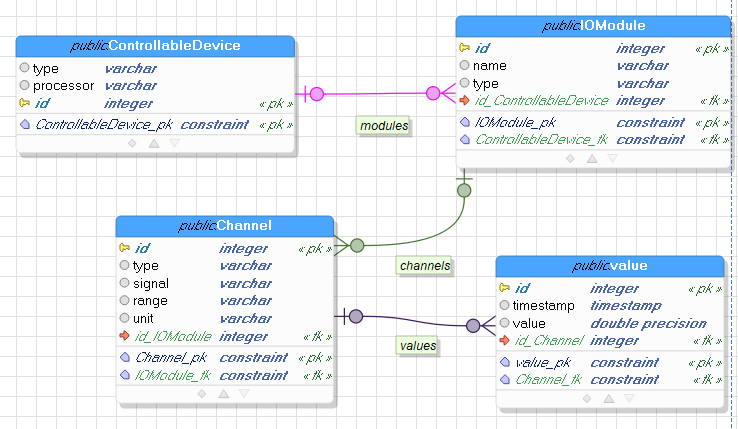 public.ControllableDevice
type varchar
processor varchar
id integer « pk »
ControllableDevice_pk constraint « pk »
modules
public.IOModule
id integer « pk »
name varchar
type varchar
id_ControllableDevice integer « fk »
IOModule_pk constraint « pk »
ControllableDevice_fk constraint « fk »
public.Channel
id integer « pk »
type varchar
signal varchar
range varchar
unit varchar
id_IOModule integer « fk »
Channel_pk constraint « pk »
IOModule_fk constraint « fk »
channels
values
public.value
id integer « pk »
timestamp timestamp
value double precision
id_Channel integer « fk »
value_pk constraint « pk »
Channel_fk constraint « fk »